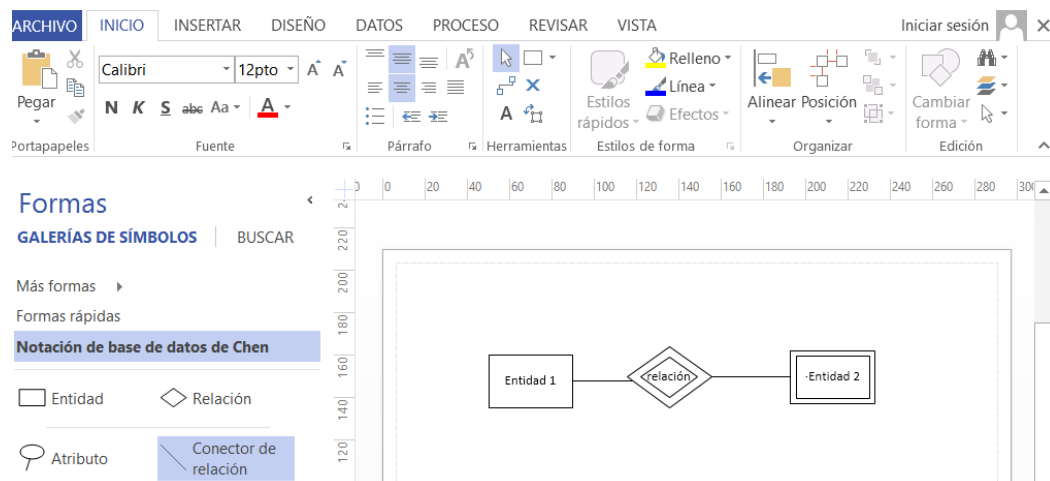 ARCHIVO INICIO INSERTAR DISEÑO DATOS PROCESO REVISAR VISTA Iniciar sesión
Calibri 12pto A A A
Pegar
N K S abc Aa A A
Relleno
Línea
Efectos
Estilos
rápidos
Alinear Posición
Cambiar
forma
Portapapeles Fuente Párrafo Herramientas Estilos de forma Organizar Edición
Formas
GALERÍAS DE SÍMBOLOS BUSCAR
Más formas
Formas rápidas
Notación de base de datos de Chen
Entidad Relación
Atributo Conector de
relación
0 20 40 60 80 100 120 140 160 180 200 220 240 260 280 300
220
200
180
160
140
120
Entidad 1 relación ·Entidad 2